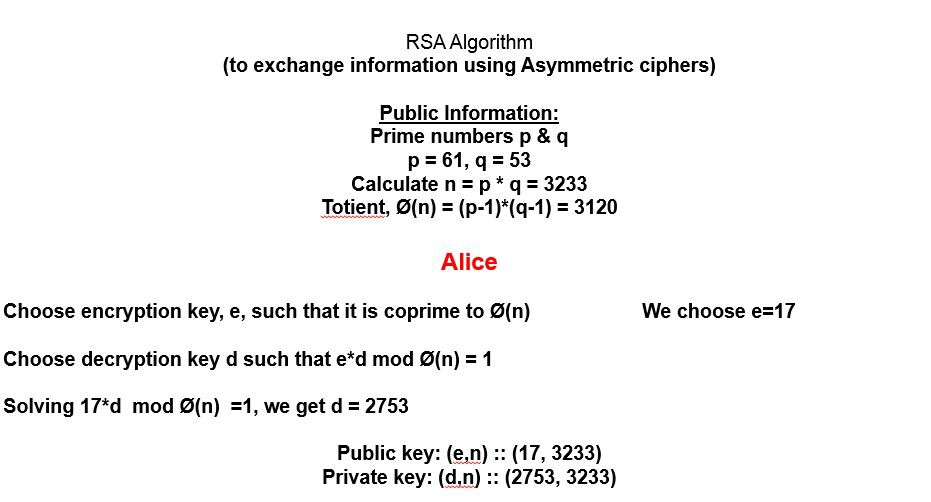 RSA Algorithm
(to exchange information using Asymmetric ciphers)
Public Information:
Prime numbers p & q
p = 61, q = 53
Calculate n = p * q = 3233
Totient, Ø(n) = (p-1)*(q-1) = 3120
Alice
Choose encryption key, e, such that it is coprime to Ø(n) We choose e=17
Choose decryption key d such that e*d mod Ø(n) = 1
Solving 17*d mod Ø(n) =1, we get d = 2753
Public key: (e,n) :: (17, 3233)
Private key: (d,n) :: (2753, 3233)